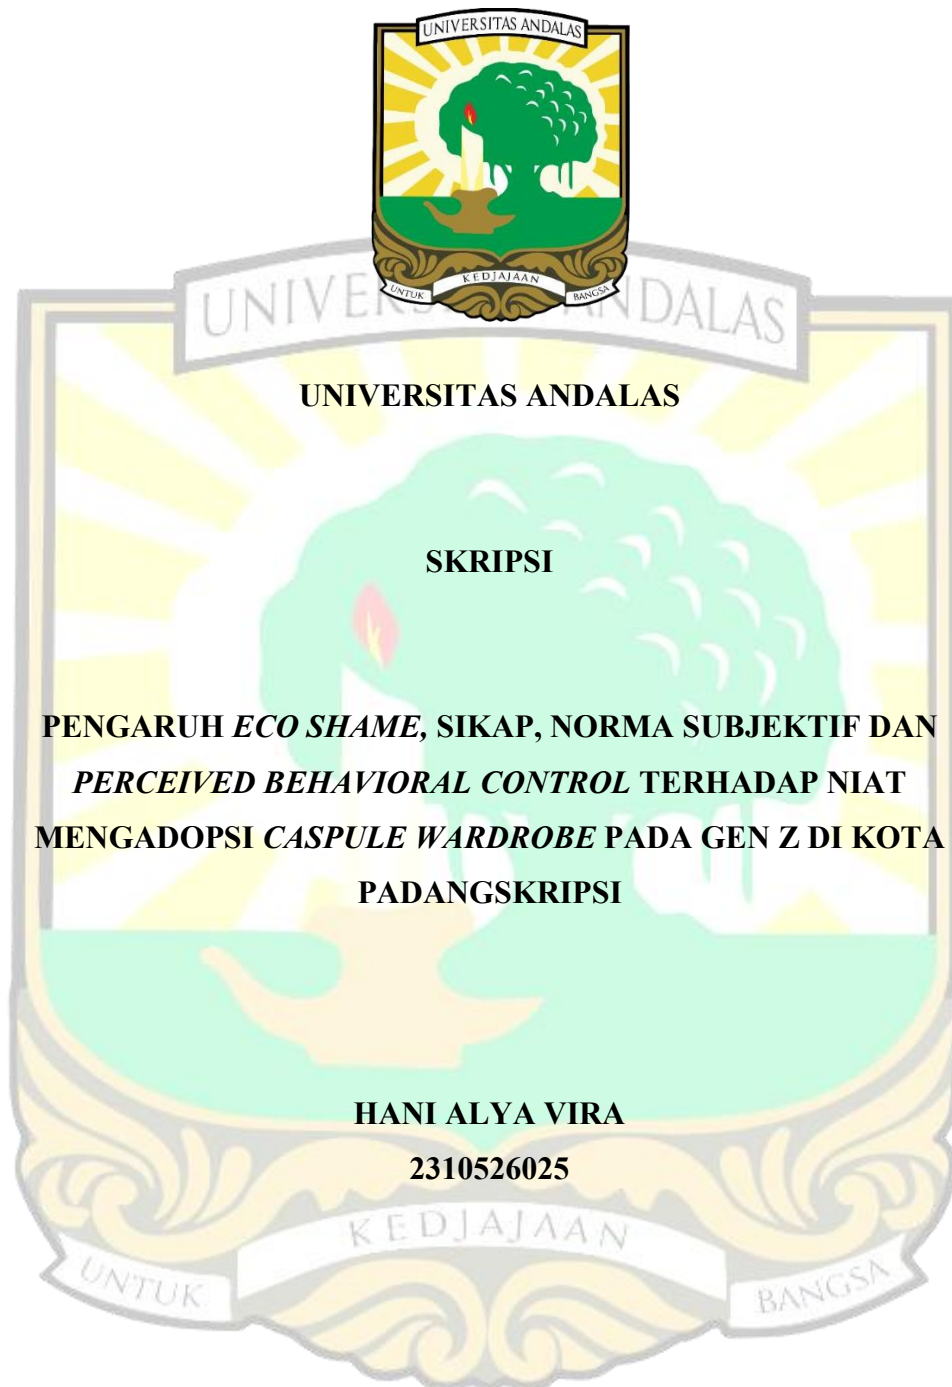 UNIVERSITAS ANDALAS
UNTUK KEDJAJAAN BANGSA
UNIVERSITAS ANDALAS
SKRIPSI
PENGARUH ECO SHAME, SIKAP, NORMA SUBJEKTIF DAN
PERCEIVED BEHAVIORAL CONTROL TERHADAP NIAT
MENGADOPSI CASPULE WARDROBE PADA GEN Z DI KOTA
PADANGSKRIPSI
HANI ALYA VIRA
2310526025
UNTUK KEDJAJAAN BANGSA